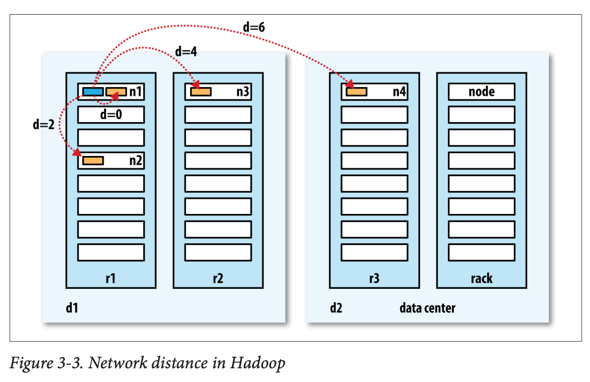 d=6
d=4
n1
n3
n4
node
d=0
d=2
n2
r1
r2
r3
rack
d1
d2
data center
Figure 3-3. Network distance in Hadoop